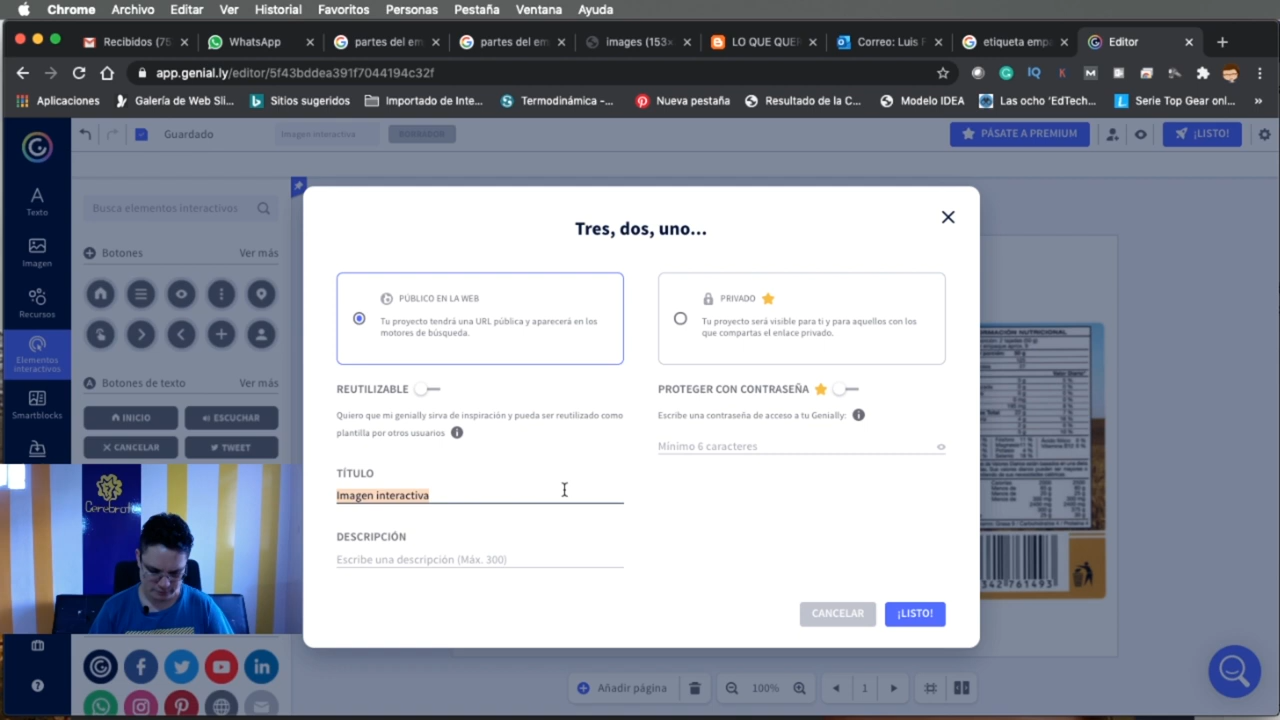 Chrome Archivo Editar Ver Historial Favoritos Personas Pestaña Ventana Ayuda
Recibidos (75 WhatsApp partes del em partes del em images (153× LO QUE QUER Correo: Luis F etiqueta empa Editor
app.genial.ly/editor/5f43bddea391f7044194c32f
Aplicaciones Galería de Web Sli... Sitios sugeridos Importado de Inte... Termodinámica -... Nueva pestaña Resultado de la C... Modelo IDEA Las ocho 'EdTech... Serie Top Gear onl... »
Guardado Imagen interactiva BORRADOR PÁSATE A PREMIUM ¡LISTO!
Texto
Imagen
Recursos
Elementos interactivos
Smartblocks
Busca elementos interactivos
Botones Ver más
Botones de texto Ver más
INICIO ESCUCHAR
CANCELAR TWEET
Tres, dos, uno...
PÚBLICO EN LA WEB
Tu proyecto tendrá una URL pública y aparecerá en los
motores de búsqueda.
PRIVADO
Tu proyecto será visible para ti y para aquellos con los
que compartas el enlace privado.
REUTILIZABLE
Quiero que mi genially sirva de inspiración y pueda ser reutilizado como
plantilla por otros usuarios
PROTEGER CON CONTRASEÑA
Escribe una contraseña de acceso a tu Genially:
Mínimo 6 caracteres
TÍTULO
Imagen interactiva
DESCRIPCIÓN
Escribe una descripción (Máx. 300)
CANCELAR ¡LISTO!
Cerebrote
Añadir página 100% 1